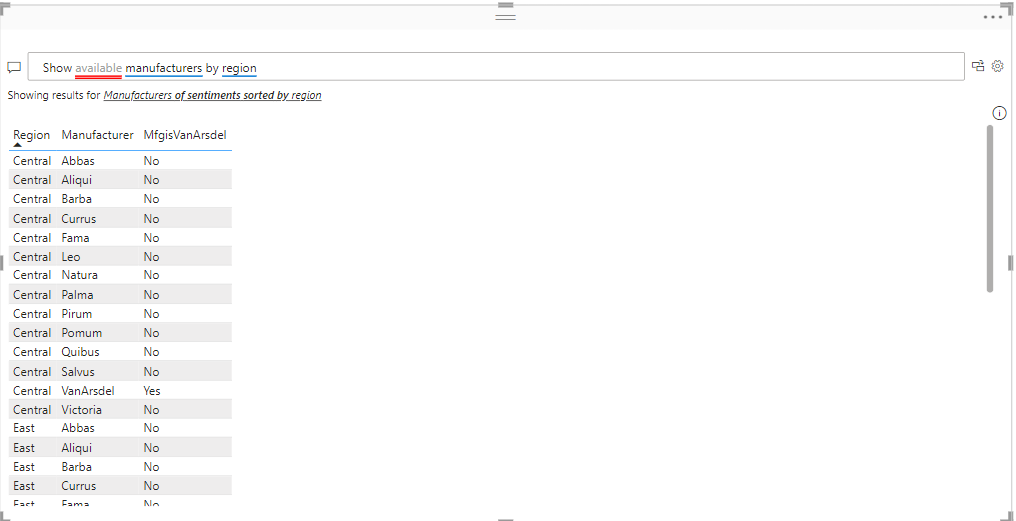 Show available manufacturers by region
Showing results for Manufacturers of sentiments sorted by region
Region Manufacturer MfgisVanArsdel
Central Abbas No
Central Aliqui No
Central Barba No
Central Currus No
Central Fama No
Central Leo No
Central Natura No
Central Palma No
Central Pirum No
Central Pomum No
Central Quibus No
Central Salvus No
Central VanArsdel Yes
Central Victoria No
East Abbas No
East Aliqui No
East Barba No
East Currus No
East Fama No